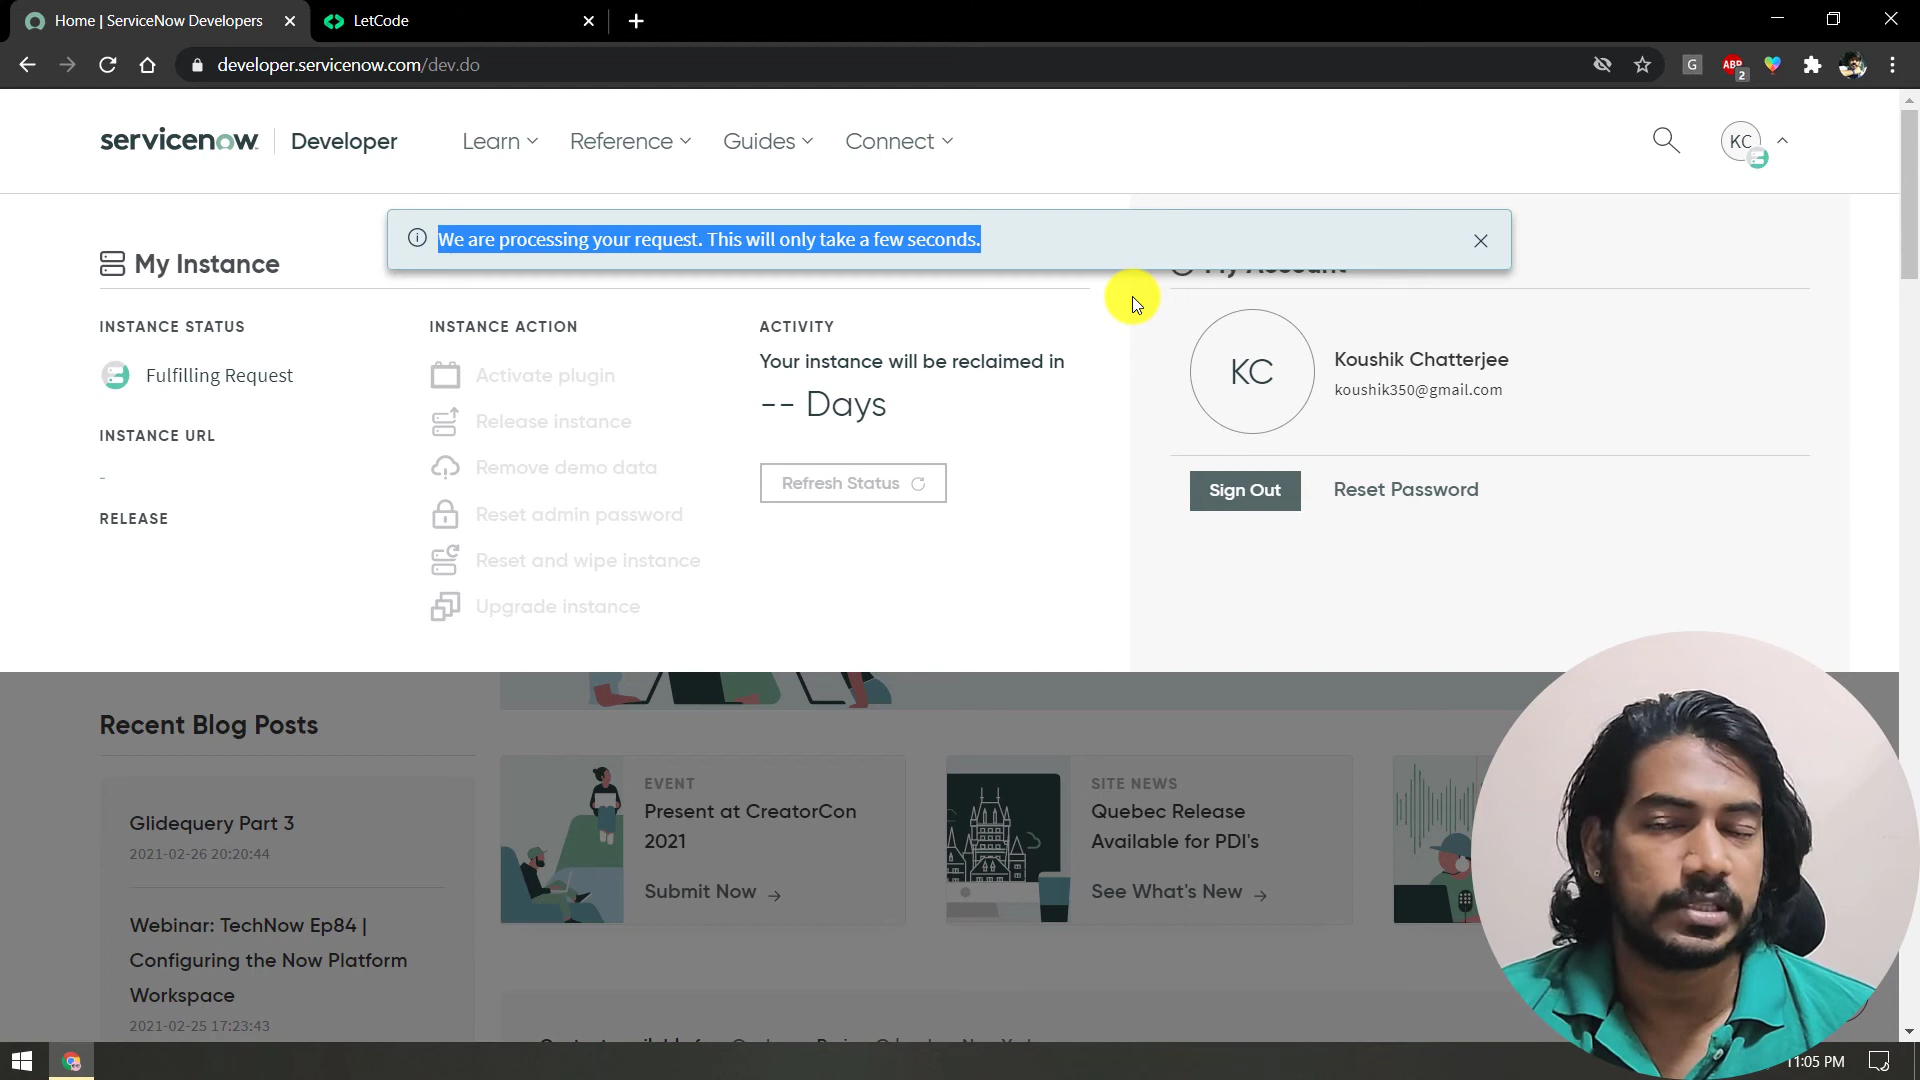 Home | ServiceNow Developers
LetCode
developer.servicenow.com/dev.do
G
ABP
2
servicenow
Developer
Learn
Reference
Guides
Connect
KC
We are processing your request. This will only take a few seconds.
My Instance
My Account
INSTANCE STATUS
Fulfilling Request
INSTANCE URL
-
RELEASE
INSTANCE ACTION
Activate plugin
Release instance
Remove demo data
Reset admin password
Reset and wipe instance
Upgrade instance
ACTIVITY
Your instance will be reclaimed in
-- Days
Refresh Status
KC
Koushik Chatterjee
koushik350@gmail.com
Sign Out
Reset Password
Recent Blog Posts
Glidequery Part 3
2021-02-26 20:20:44
Webinar: TechNow Ep84 |
Configuring the Now Platform
Workspace
2021-02-25 17:23:43
EVENT
Present at CreatorCon
2021
Submit Now
SITE NEWS
Quebec Release
Available for PDI's
See What's New
11:05 PM